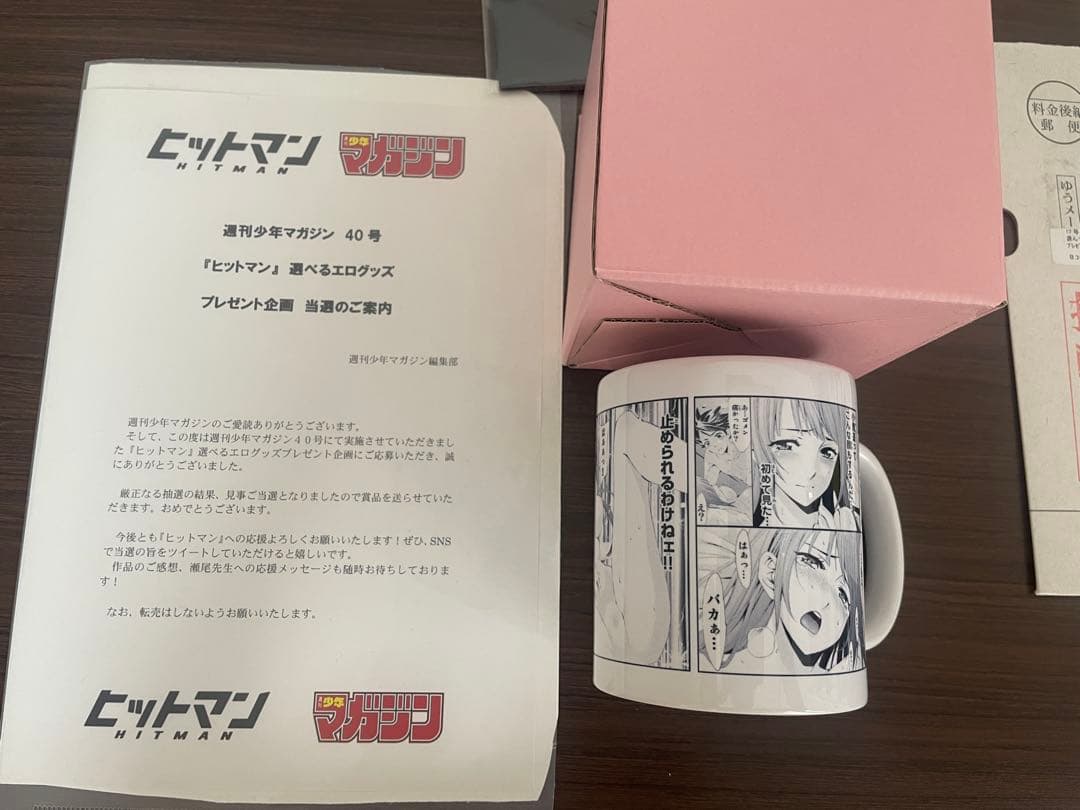 ヒットマン
HITMAN
週刊少年マガジン
週刊少年マガジン 40号
『ヒットマン』 選べるエログッズ
プレゼント企画 当選のご案内
週刊少年マガジン編集部
週刊少年マガジンのご愛読ありがとうございます。
そして、この度は週刊少年マガジン４０号にて実施させていただきまし
た『ヒットマン』選べるエログッズプレゼント企画にご応募いただき、誠
にありがとうございました。
厳正なる抽選の結果、見事ご当選となりましたので賞品を送らせていた
だきます。おめでとうございます。
今後とも『ヒットマン』への応援よろしくお願いいたします！ぜひ、SNS
で当選の旨をツイートしていただけると嬉しいです。
作品のご感想、瀬尾先生への応援メッセージも随時お待ちしておりま
す！
なお、転売はしないようお願いいたします。
ヒットマン
HITMAN
週刊少年マガジン
初めて見た…
あーゴメン
痛かったか？
え？
止められるわけねェ!!
はぁっ…
バカぁ…
料金後納
郵便
ゆうメー